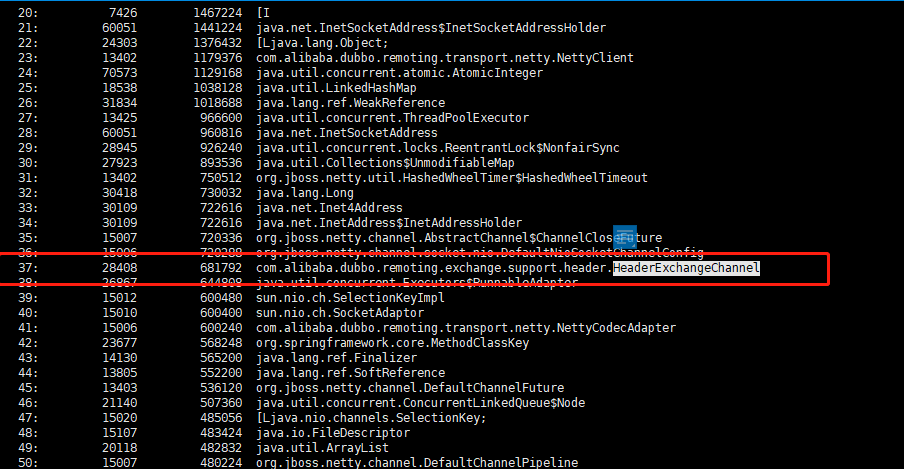 20: 7426 1467224 [I
21: 60051 1441224 java.net.InetSocketAddress$InetSocketAddressHolder
22: 24303 1376432 [Ljava.lang.Object;
23: 13402 1179376 com.alibaba.dubbo.remoting.transport.netty.NettyClient
24: 70573 1129168 java.util.concurrent.atomic.AtomicInteger
25: 18538 1038128 java.util.LinkedHashMap
26: 31834 1018688 java.lang.ref.WeakReference
27: 13425 966600 java.util.concurrent.ThreadPoolExecutor
28: 60051 960816 java.net.InetSocketAddress
29: 28945 926240 java.util.concurrent.locks.ReentrantLock$NonfairSync
30: 27923 893536 java.util.Collections$UnmodifiableMap
31: 13402 750512 org.jboss.netty.util.HashedWheelTimer$HashedWheelTimeout
32: 30418 730032 java.lang.Long
33: 30109 722616 java.net.Inet4Address
34: 30109 722616 java.net.InetAddress$InetAddressHolder
35: 15007 720336 org.jboss.netty.channel.AbstractChannel$ChannelCloseFuture
36: 15006 720288 org.jboss.netty.channel.socket.nio.DefaultNioSocketChannelConfig
37: 28408 681792 com.alibaba.dubbo.remoting.exchange.support.header.HeaderExchangeChannel
38: 26867 644808 java.util.concurrent.Executors$RunnableAdapter
39: 15012 600480 sun.nio.ch.SelectionKeyImpl
40: 15010 600400 sun.nio.ch.SocketAdaptor
41: 15006 600240 com.alibaba.dubbo.remoting.transport.netty.NettyCodecAdapter
42: 23677 568248 org.springframework.core.MethodClassKey
43: 14130 565200 java.lang.ref.Finalizer
44: 13805 552200 java.lang.ref.SoftReference
45: 13403 536120 org.jboss.netty.channel.DefaultChannelFuture
46: 21140 507360 java.util.concurrent.ConcurrentLinkedQueue$Node
47: 15020 485056 [Ljava.nio.channels.SelectionKey;
48: 15107 483424 java.io.FileDescriptor
49: 20118 482832 java.util.ArrayList
50: 15007 480224 org.jboss.netty.channel.DefaultChannelPipeline